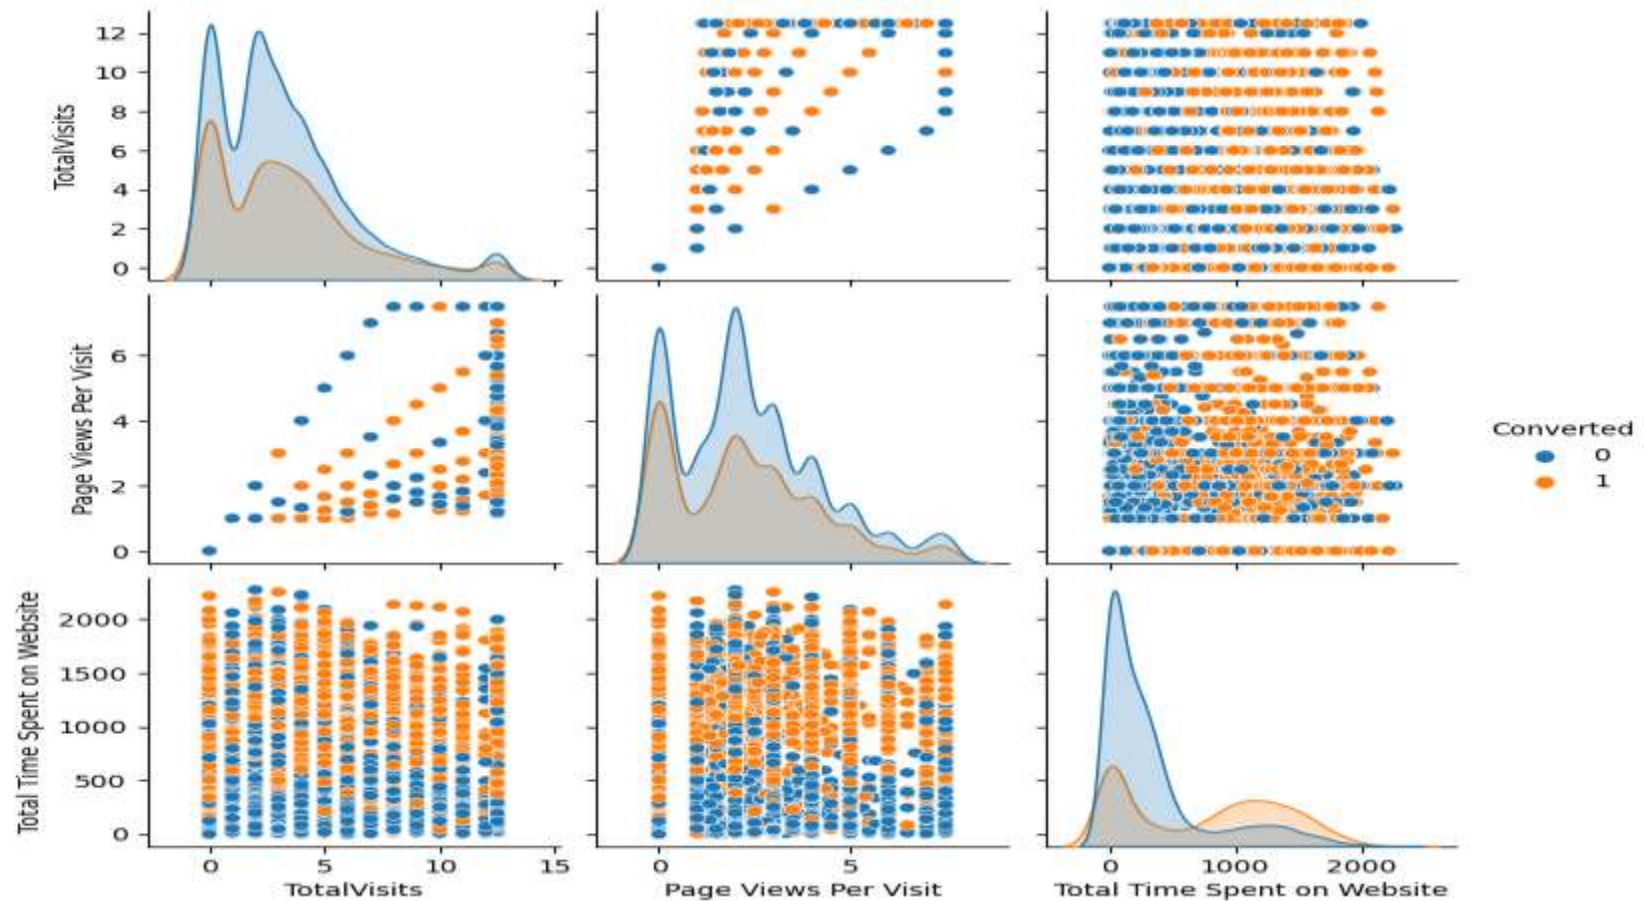 12
10
8
6
4
2
0
TotalVisits
6
4
2
0
Page Views Per Visit
Converted
0
1
2000
1500
1000
500
0
Total Time Spent on Website
0 5 10 15
TotalVisits
0 5
Page Views Per Visit
0 1000 2000
Total Time Spent on Website